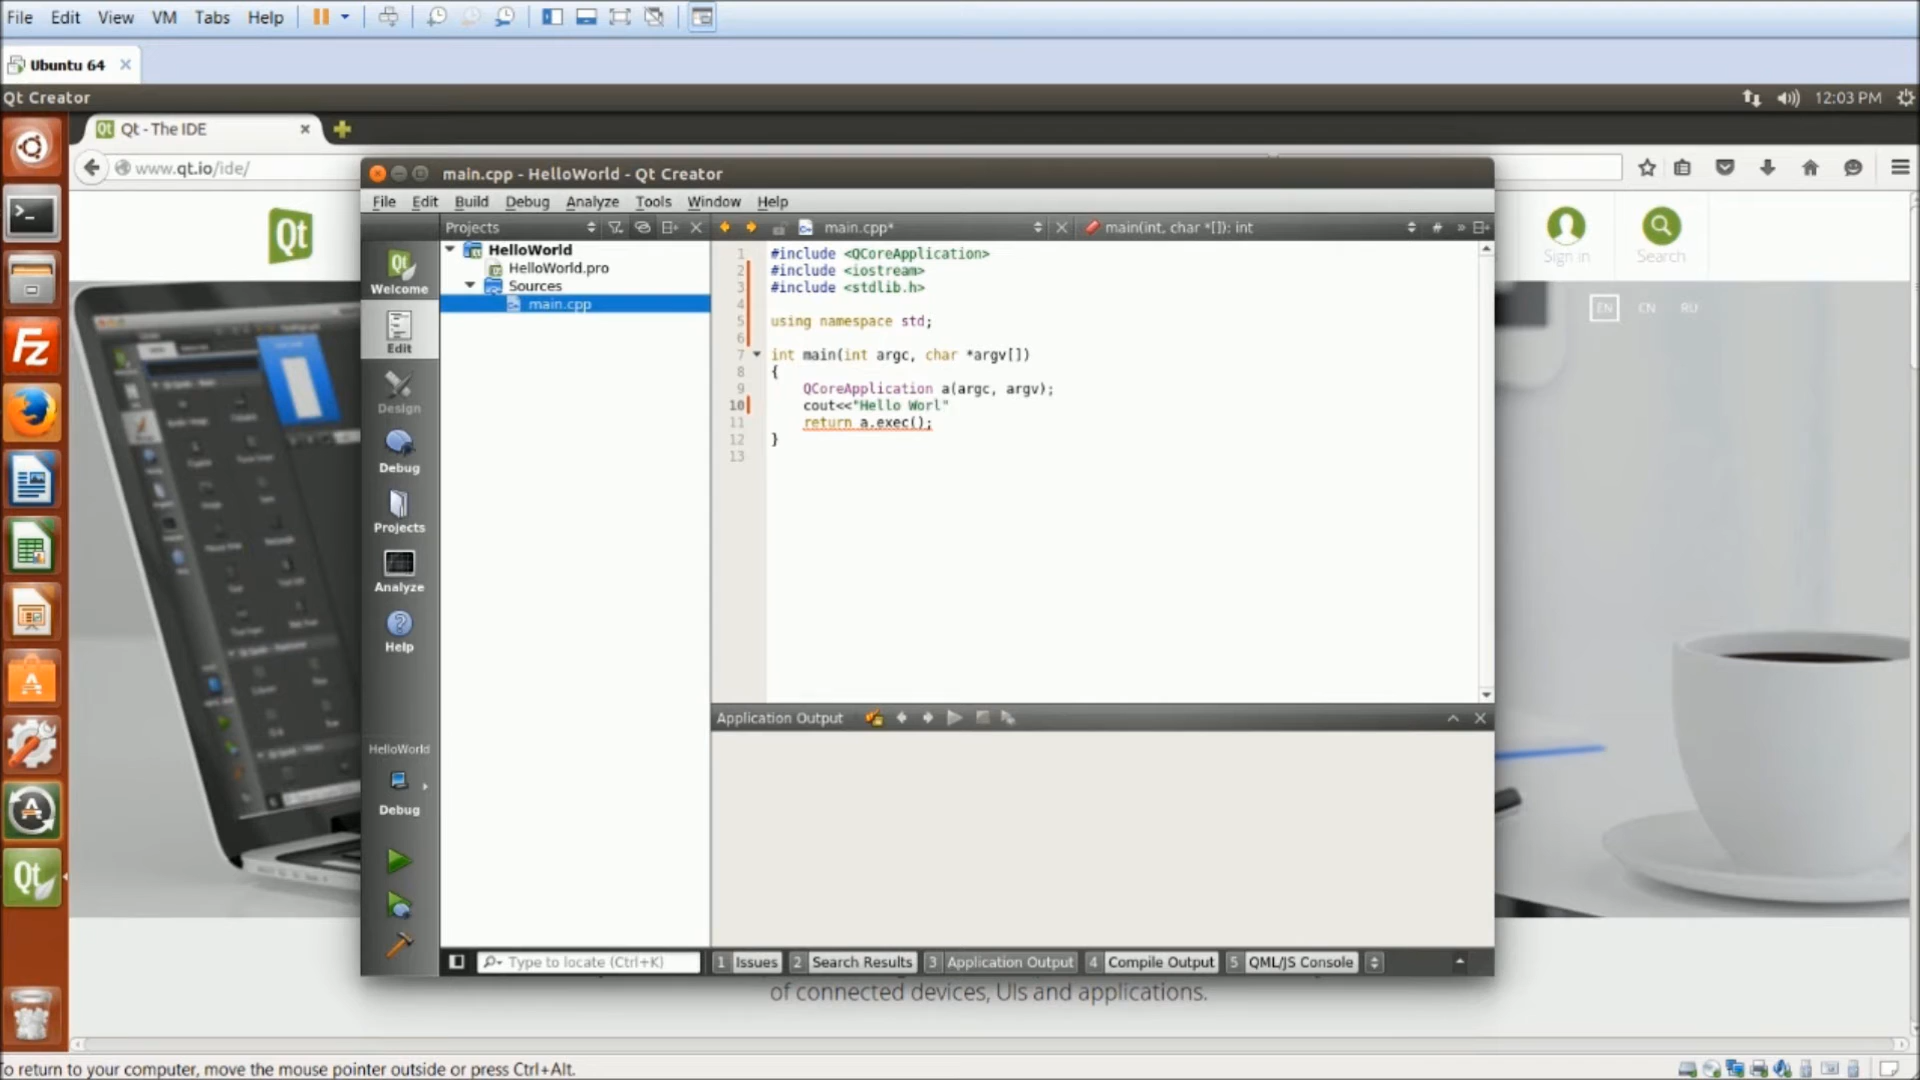 File Edit View VM Tabs Help
Ubuntu 64
Qt Creator
12:03 PM
Qt - The IDE
www.qt.io/ide/
Qt
Sign in
Search
EN CN RU
main.cpp - HelloWorld - Qt Creator
File Edit Build Debug Analyze Tools Window Help
Projects
main.cpp*
main(int, char *[]): int
#
HelloWorld
HelloWorld.pro
Sources
main.cpp
Welcome
Edit
Design
Debug
Projects
Analyze
Help
HelloWorld
Debug
1 #include <QCoreApplication>
2 #include <iostream>
3 #include <stdlib.h>
4
5 using namespace std;
6
7 int main(int argc, char *argv[])
8 {
9 QCoreApplication a(argc, argv);
10 cout<<"Hello Worl"
11 return a.exec();
12 }
13
Application Output
Type to locate (Ctrl+K)
1 Issues 2 Search Results 3 Application Output 4 Compile Output 5 QML/JS Console
of connected devices, UIs and applications.
o return to your computer, move the mouse pointer outside or press Ctrl+Alt.